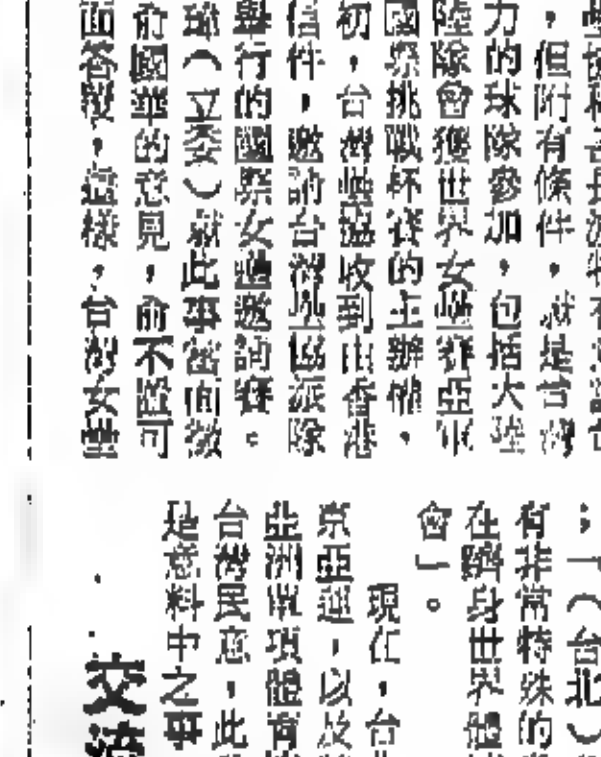 ，但附有條件，就是台灣
力的球隊參加，包括大陸
陸隊曾獲世界女壘賽亞軍
國際挑戰杯賽的主辦
初，台灣壘協收到由香港
信件，邀請台灣壘協派隊
舉行的國際女壘邀請賽。
（立委）就此事當面徵
俞國華的意見，俞不置可
面答覆，這樣，台灣女壘
；一（台北）
有非常特殊的
在躋身世界體
會」。
現在，台
京亞運，以及
亞洲單項體育
台灣民意，此
是意料中之事
交流